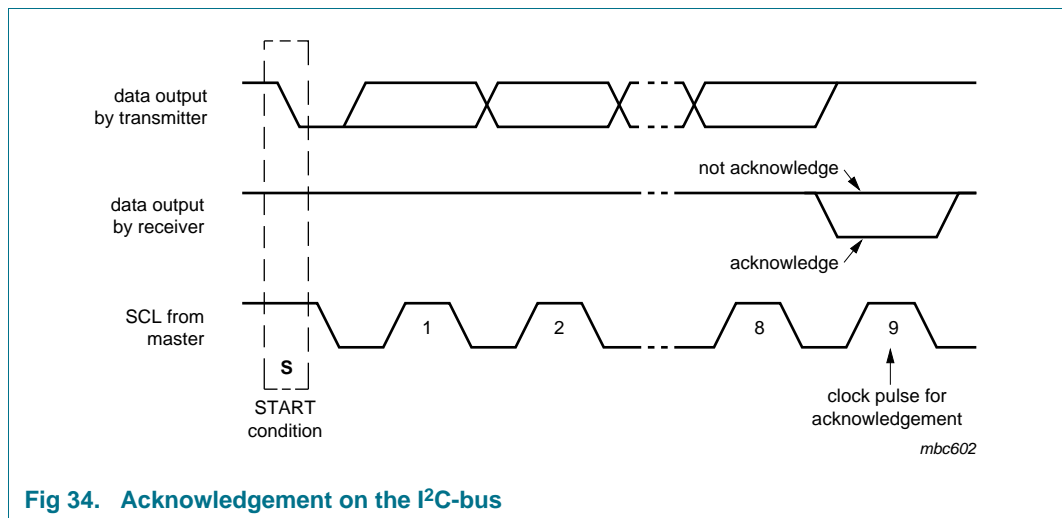 data output
by transmitter
not acknowledge
data output
by receiver
acknowledge
SCL from
master
1
2
8
9
S
START
condition
clock pulse for
acknowledgement
mbc602
Fig 34. Acknowledgement on the I²C-bus